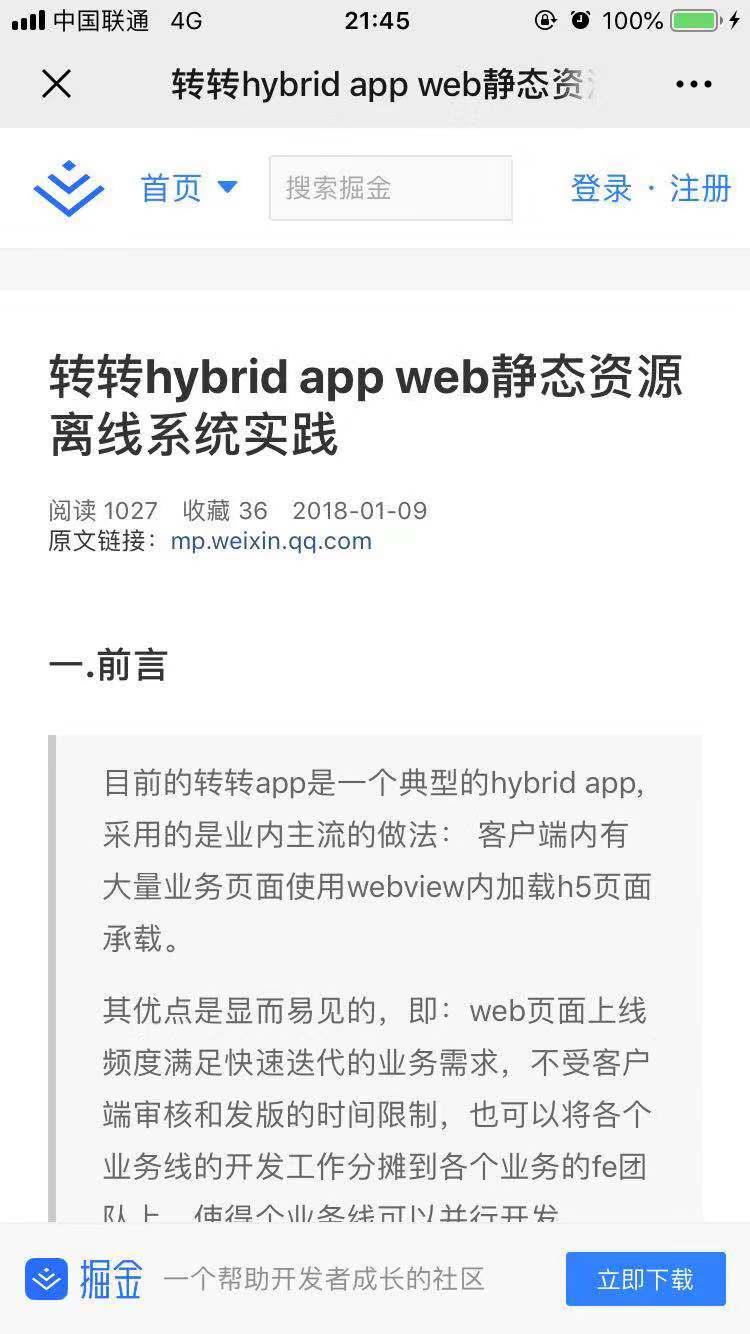 中国联通 4G 21:45 100%
转转hybrid app web静态资
首页 搜索掘金 登录 · 注册
转转hybrid app web静态资源
离线系统实践
阅读 1027 收藏 36 2018-01-09
原文链接：mp.weixin.qq.com
一.前言
目前的转转app是一个典型的hybrid app,
采用的是业内主流的做法： 客户端内有
大量业务页面使用webview内加载h5页面
承载。
其优点是显而易见的，即：web页面上线
频度满足快速迭代的业务需求，不受客户
端审核和发版的时间限制，也可以将各个
业务线的开发工作分摊到各个业务的fe团
队上，使得个业务线可以并行开发
掘金 一个帮助开发者成长的社区 立即下载